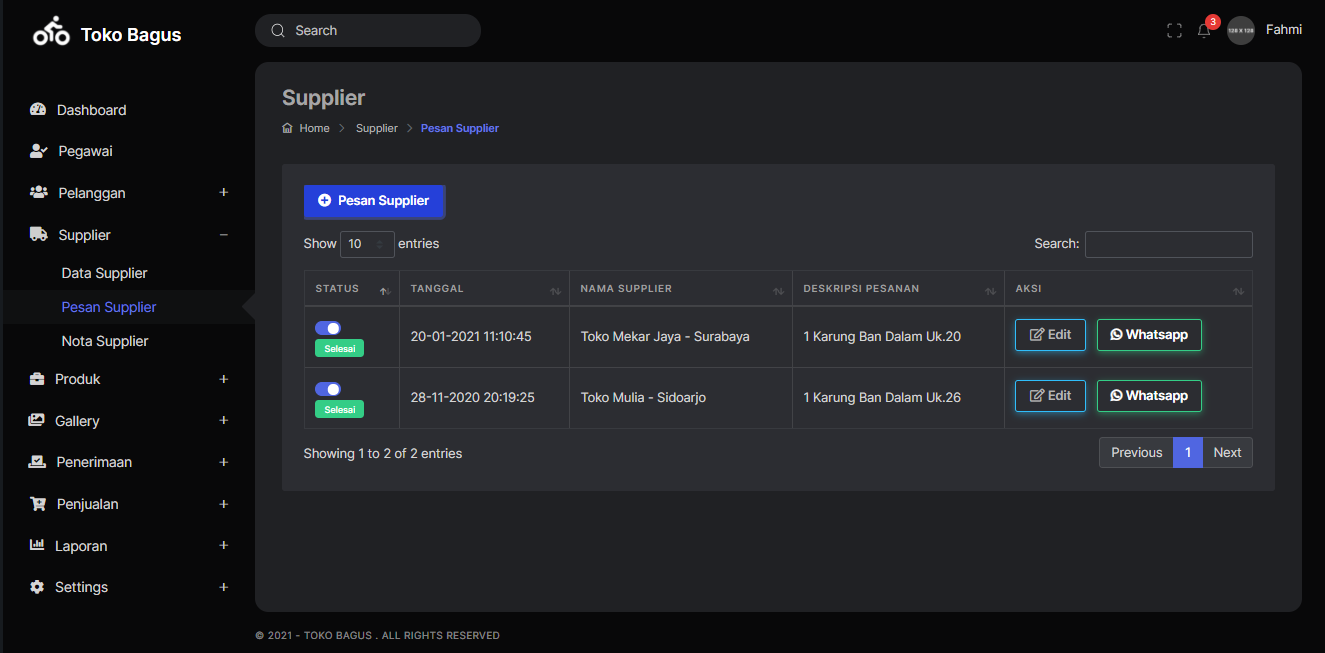 Toko Bagus
Search
3
128 X 128
Fahmi
Dashboard
Pegawai
Pelanggan +
Supplier −
Data Supplier
Pesan Supplier
Nota Supplier
Produk +
Gallery +
Penerimaan +
Penjualan +
Laporan +
Settings +
Supplier
Home > Supplier > Pesan Supplier
Pesan Supplier
Show 10 entries
Search:
STATUS TANGGAL NAMA SUPPLIER DESKRIPSI PESANAN AKSI
Selesai 20-01-2021 11:10:45 Toko Mekar Jaya - Surabaya 1 Karung Ban Dalam Uk.20 Edit Whatsapp
Selesai 28-11-2020 20:19:25 Toko Mulia - Sidoarjo 1 Karung Ban Dalam Uk.26 Edit Whatsapp
Showing 1 to 2 of 2 entries
Previous 1 Next
© 2021 - TOKO BAGUS . ALL RIGHTS RESERVED